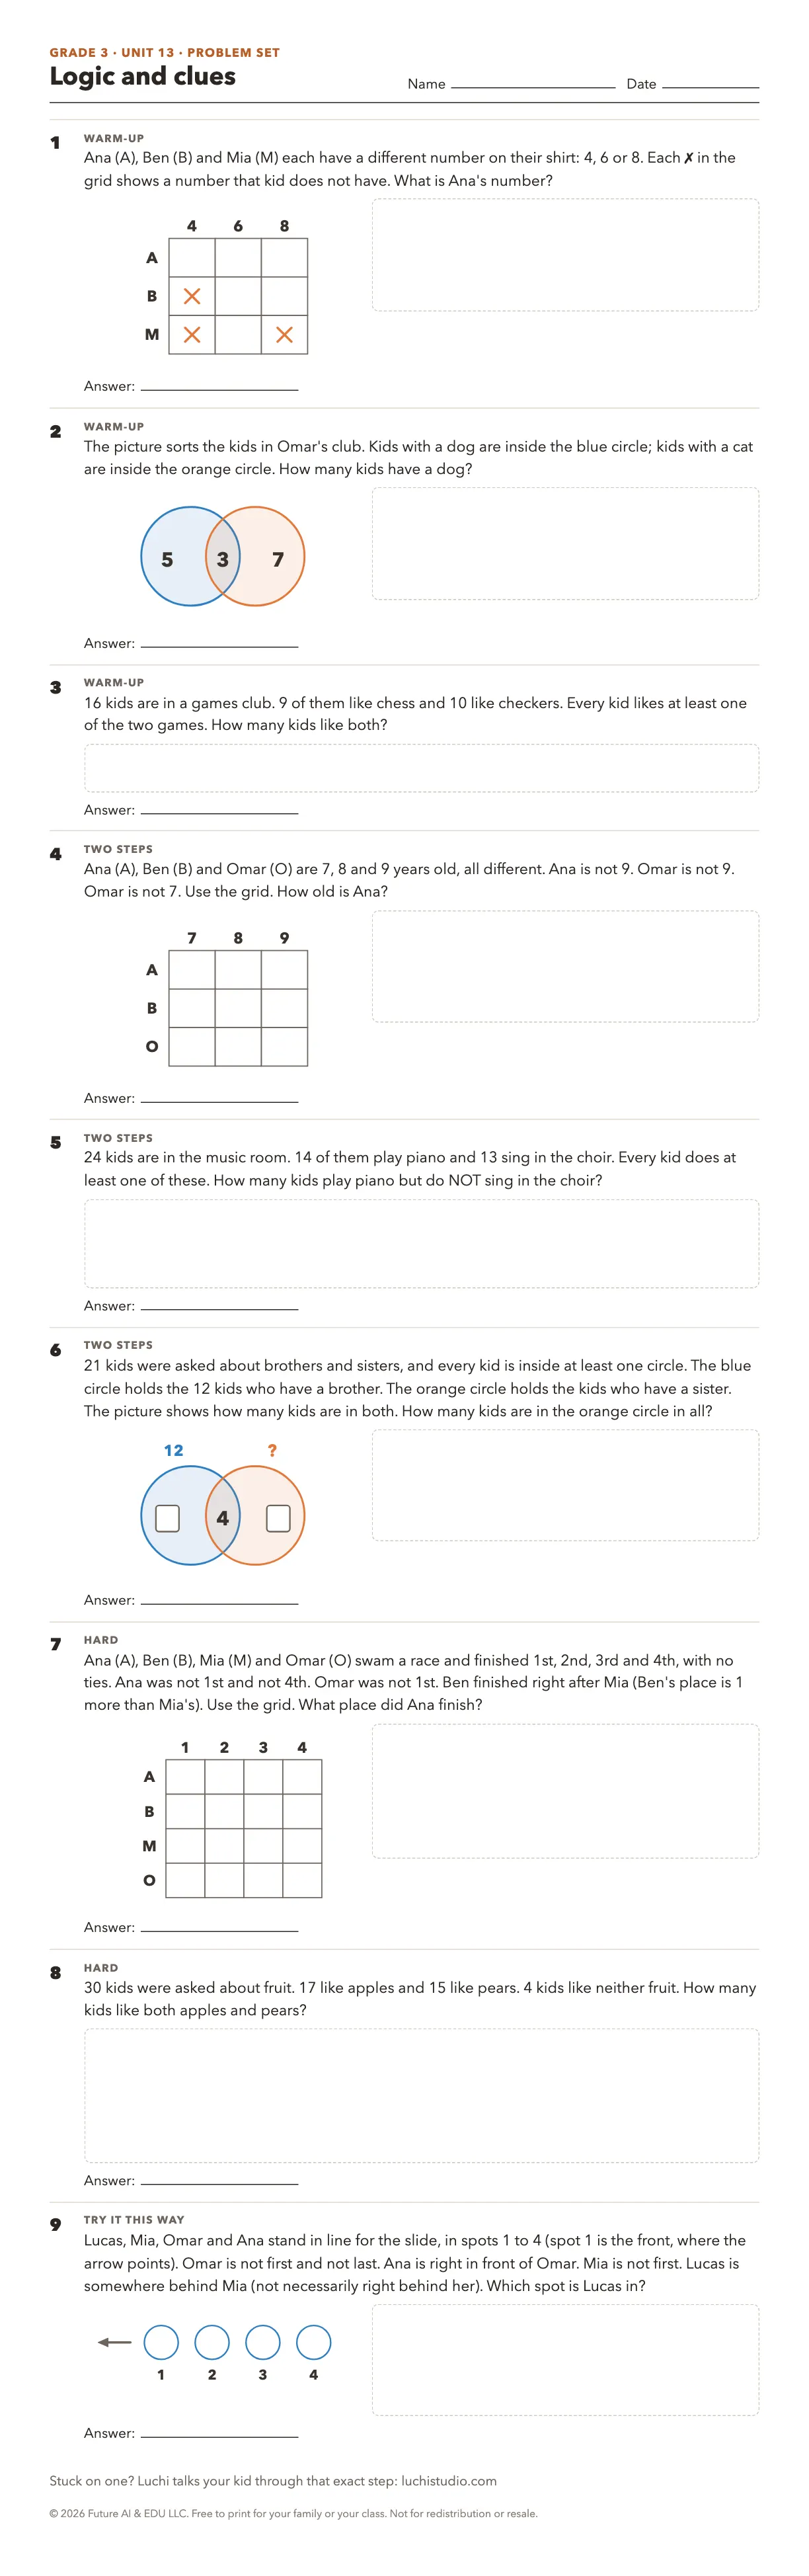 GRADE 3 · UNIT 13 · PROBLEM SET
Logic and clues
Name Date
1
WARM-UP
Ana (A), Ben (B) and Mia (M) each have a different number on their shirt: 4, 6 or 8. Each ✗ in the
grid shows a number that kid does not have. What is Ana's number?
4 6 8
A
B
M
Answer:
2
WARM-UP
The picture sorts the kids in Omar's club. Kids with a dog are inside the blue circle; kids with a cat
are inside the orange circle. How many kids have a dog?
5 3 7
Answer:
3
WARM-UP
16 kids are in a games club. 9 of them like chess and 10 like checkers. Every kid likes at least one
of the two games. How many kids like both?
Answer:
4
TWO STEPS
Ana (A), Ben (B) and Omar (O) are 7, 8 and 9 years old, all different. Ana is not 9. Omar is not 9.
Omar is not 7. Use the grid. How old is Ana?
7 8 9
A
B
O
Answer:
5
TWO STEPS
24 kids are in the music room. 14 of them play piano and 13 sing in the choir. Every kid does at
least one of these. How many kids play piano but do NOT sing in the choir?
Answer:
6
TWO STEPS
21 kids were asked about brothers and sisters, and every kid is inside at least one circle. The blue
circle holds the 12 kids who have a brother. The orange circle holds the kids who have a sister.
The picture shows how many kids are in both. How many kids are in the orange circle in all?
12 ?
4
Answer:
7
HARD
Ana (A), Ben (B), Mia (M) and Omar (O) swam a race and finished 1st, 2nd, 3rd and 4th, with no
ties. Ana was not 1st and not 4th. Omar was not 1st. Ben finished right after Mia (Ben's place is 1
more than Mia's). Use the grid. What place did Ana finish?
1 2 3 4
A
B
M
O
Answer:
8
HARD
30 kids were asked about fruit. 17 like apples and 15 like pears. 4 kids like neither fruit. How many
kids like both apples and pears?
Answer:
9
TRY IT THIS WAY
Lucas, Mia, Omar and Ana stand in line for the slide, in spots 1 to 4 (spot 1 is the front, where the
arrow points). Omar is not first and not last. Ana is right in front of Omar. Mia is not first. Lucas is
somewhere behind Mia (not necessarily right behind her). Which spot is Lucas in?
1 2 3 4
Answer:
Stuck on one? Luchi talks your kid through that exact step: luchistudio.com
© 2026 Future AI & EDU LLC. Free to print for your family or your class. Not for redistribution or resale.